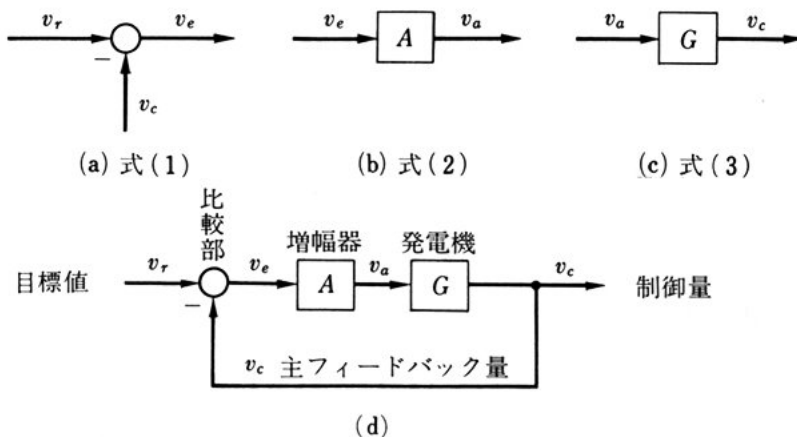 v_r v_e − v_c
v_e A v_a
v_a G v_c
(a) 式(1) (b) 式(2) (c) 式(3)
比較部
増幅器 発電機
目標値 v_r v_e A v_a G v_c 制御量
−
v_c 主フィードバック量
(d)